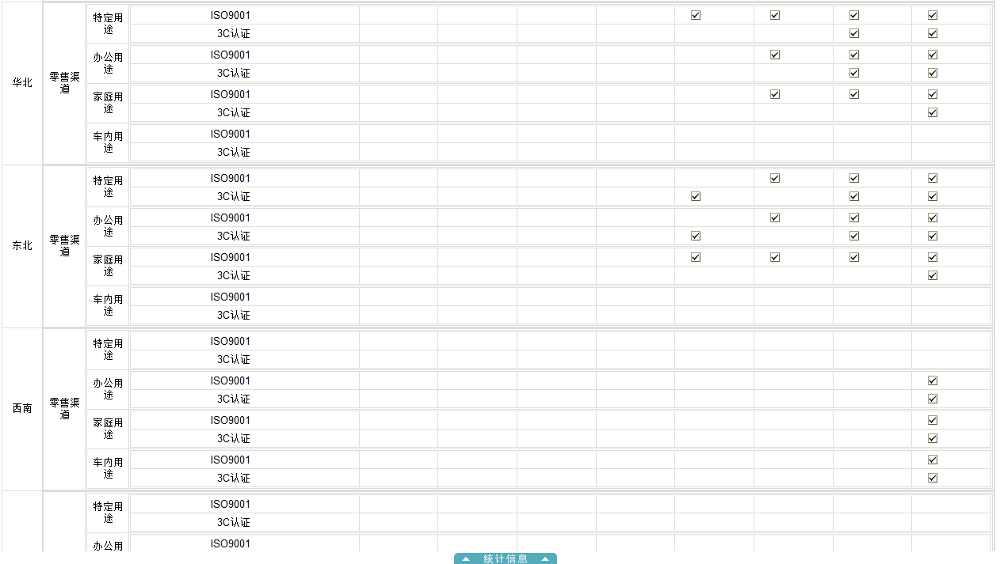 特定用
途
ISO9001
3C认证
办公用
途
ISO9001
3C认证
华北
零售渠
道
家庭用
途
ISO9001
3C认证
车内用
途
ISO9001
3C认证
特定用
途
ISO9001
3C认证
办公用
途
ISO9001
3C认证
东北
零售渠
道
家庭用
途
ISO9001
3C认证
车内用
途
ISO9001
3C认证
特定用
途
ISO9001
3C认证
办公用
途
ISO9001
3C认证
西南
零售渠
道
家庭用
途
ISO9001
3C认证
车内用
途
ISO9001
3C认证
特定用
途
ISO9001
3C认证
办公用
ISO9001
统计信息